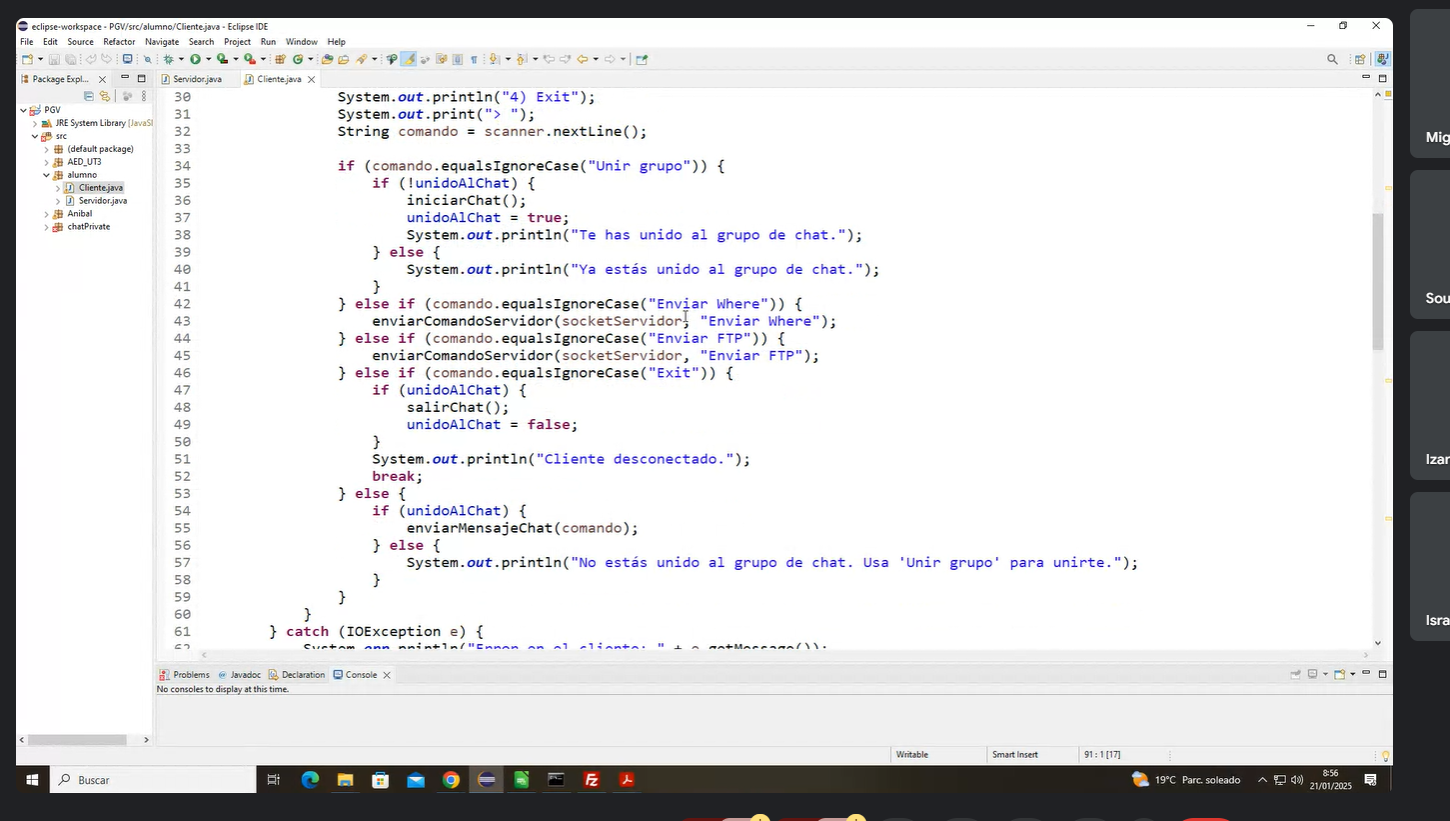 eclipse-workspace - PGV/src/alumno/Cliente.java - Eclipse IDE
File Edit Source Refactor Navigate Search Project Run Window Help
Package Expl...
Servidor.java
Cliente.java
PGV
JRE System Library [JavaSE
src
(default package)
AED_UT3
alumno
Cliente.java
Servidor.java
Anibal
chatPrivate
30 System.out.println("4) Exit");
31 System.out.print("> ");
32 String comando = scanner.nextLine();
33
34 if (comando.equalsIgnoreCase("Unir grupo")) {
35 if (!unidoAlChat) {
36 iniciarChat();
37 unidoAlChat = true;
38 System.out.println("Te has unido al grupo de chat.");
39 } else {
40 System.out.println("Ya estás unido al grupo de chat.");
41 }
42 } else if (comando.equalsIgnoreCase("Enviar Where")) {
43 enviarComandoServidor(socketServidor, "Enviar Where");
44 } else if (comando.equalsIgnoreCase("Enviar FTP")) {
45 enviarComandoServidor(socketServidor, "Enviar FTP");
46 } else if (comando.equalsIgnoreCase("Exit")) {
47 if (unidoAlChat) {
48 salirChat();
49 unidoAlChat = false;
50 }
51 System.out.println("Cliente desconectado.");
52 break;
53 } else {
54 if (unidoAlChat) {
55 enviarMensajeChat(comando);
56 } else {
57 System.out.println("No estás unido al grupo de chat. Usa 'Unir grupo' para unirte.");
58 }
59 }
60 }
61 } catch (IOException e) {
62 System.err.println("Error en el cliente: " + e.getMessage());
Problems Javadoc Declaration Console
No consoles to display at this time.
Writable Smart Insert 91 : 1 [17]
Buscar
19°C Parc. soleado
8:56
21/01/2025
Mig
Sou
Izar
Isra